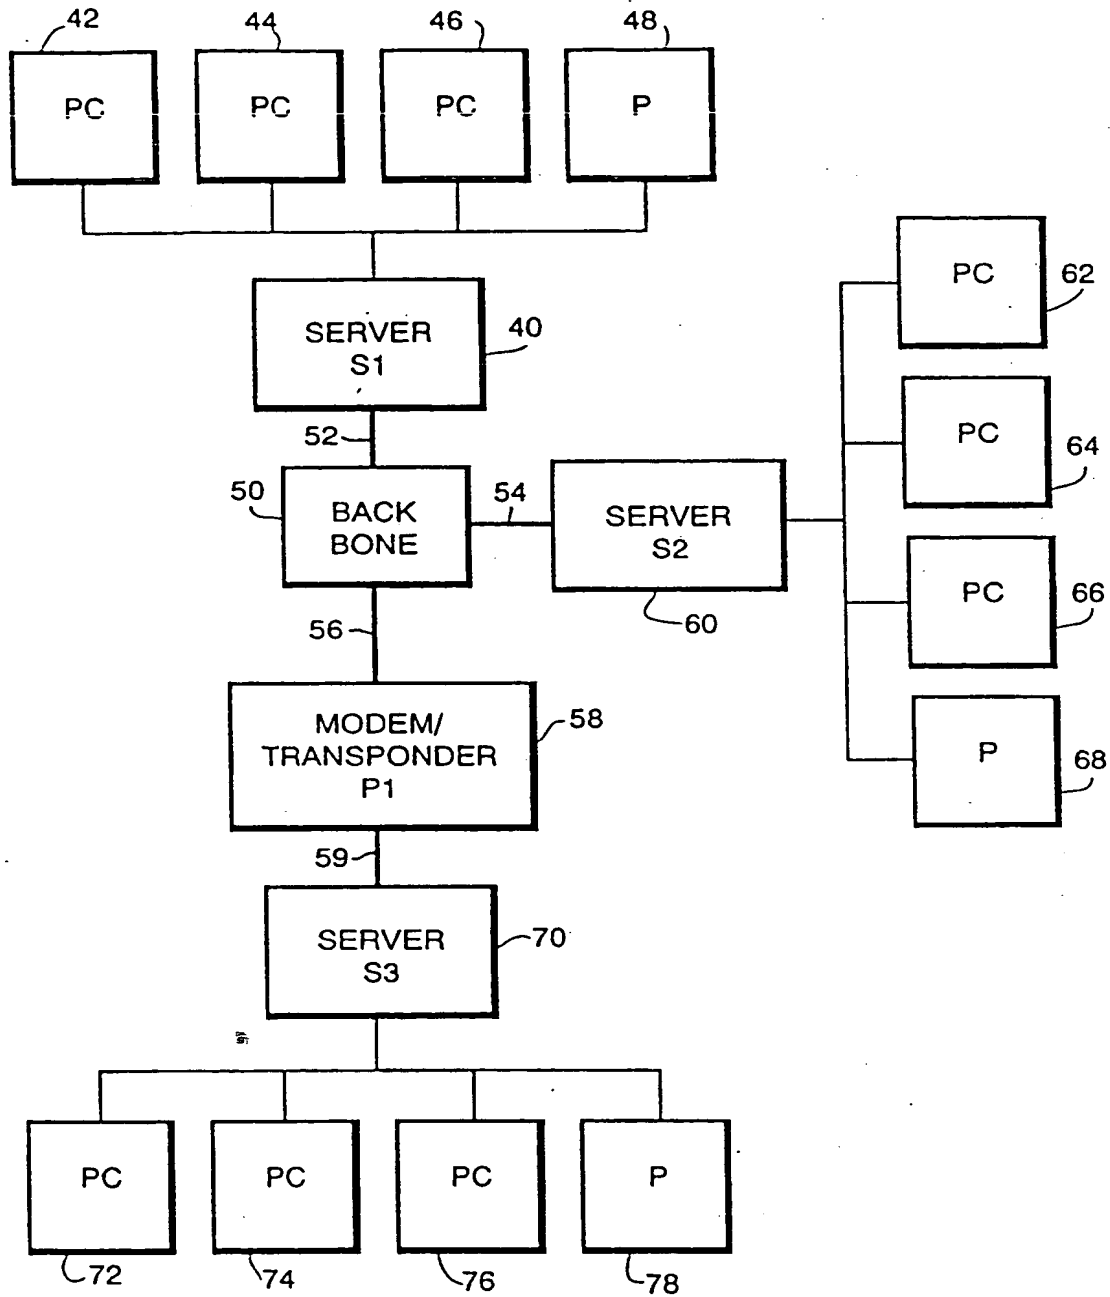 42
44
46
48
PC
PC
PC
P
SERVER
S1
40
52
50
BACK
BONE
54
SERVER
S2
60
PC
62
PC
64
PC
66
P
68
56
MODEM/
TRANSPONDER
P1
58
59
SERVER
S3
70
PC
PC
PC
P
72
74
76
78